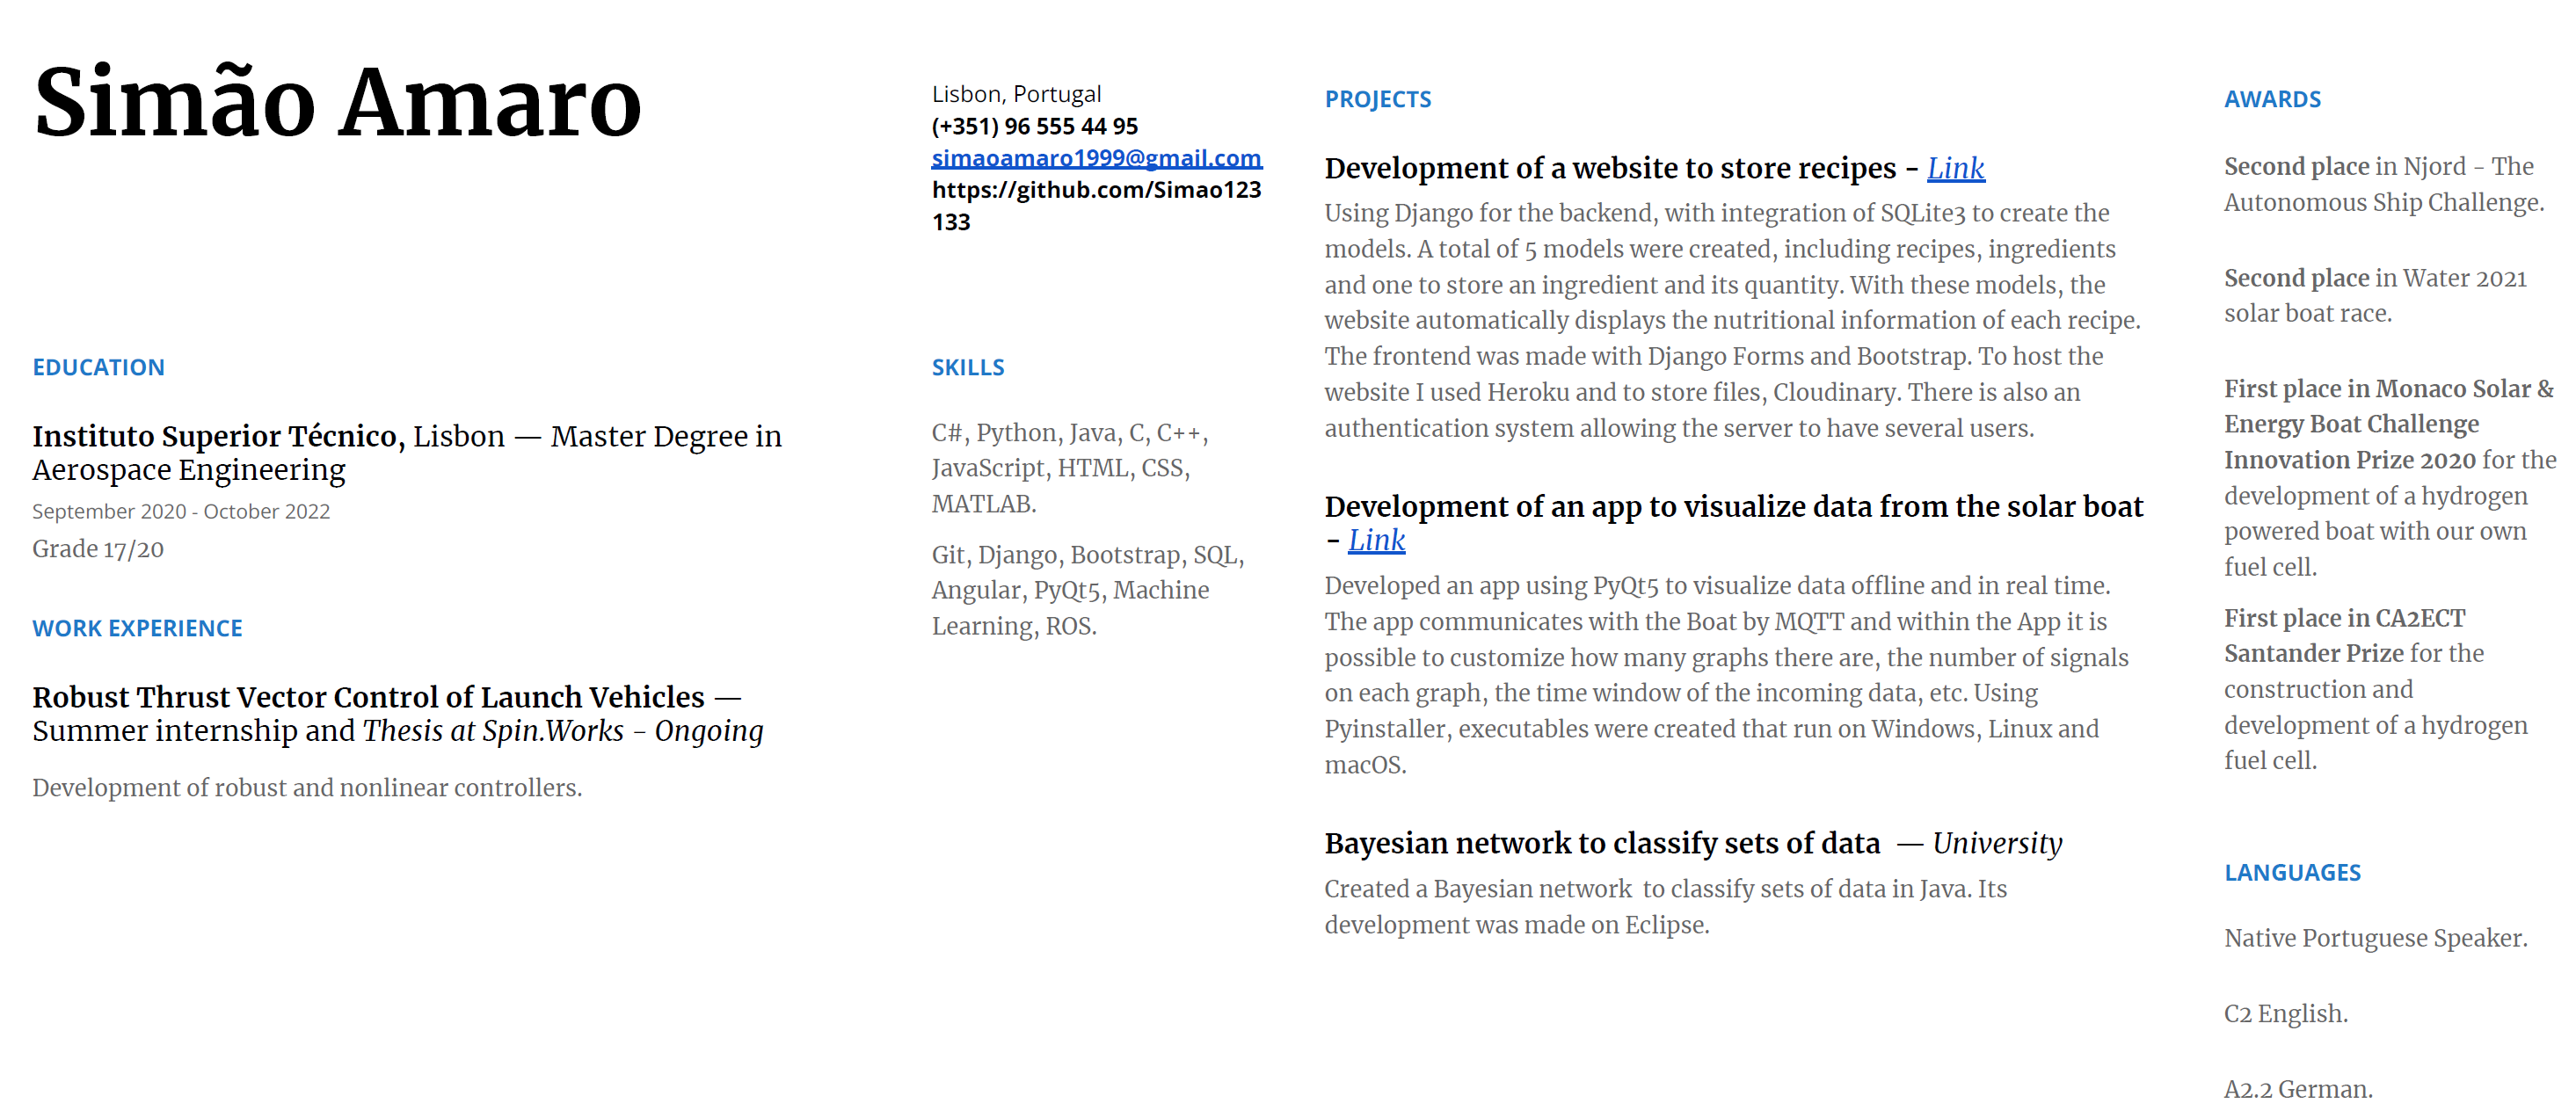 Simão Amaro
Lisbon, Portugal
(+351) 96 555 44 95
simaoamaro1999@gmail.com
https://github.com/Simao123
133
EDUCATION
Instituto Superior Técnico, Lisbon — Master Degree in
Aerospace Engineering
September 2020 - October 2022
Grade 17/20
WORK EXPERIENCE
Robust Thrust Vector Control of Launch Vehicles —
Summer internship and Thesis at Spin.Works - Ongoing
Development of robust and nonlinear controllers.
SKILLS
C#, Python, Java, C, C++,
JavaScript, HTML, CSS,
MATLAB.
Git, Django, Bootstrap, SQL,
Angular, PyQt5, Machine
Learning, ROS.
PROJECTS
Development of a website to store recipes - Link
Using Django for the backend, with integration of SQLite3 to create the
models. A total of 5 models were created, including recipes, ingredients
and one to store an ingredient and its quantity. With these models, the
website automatically displays the nutritional information of each recipe.
The frontend was made with Django Forms and Bootstrap. To host the
website I used Heroku and to store files, Cloudinary. There is also an
authentication system allowing the server to have several users.
Development of an app to visualize data from the solar boat
- Link
Developed an app using PyQt5 to visualize data offline and in real time.
The app communicates with the Boat by MQTT and within the App it is
possible to customize how many graphs there are, the number of signals
on each graph, the time window of the incoming data, etc. Using
Pyinstaller, executables were created that run on Windows, Linux and
macOS.
Bayesian network to classify sets of data — University
Created a Bayesian network to classify sets of data in Java. Its
development was made on Eclipse.
AWARDS
Second place in Njord - The
Autonomous Ship Challenge.
Second place in Water 2021
solar boat race.
First place in Monaco Solar &
Energy Boat Challenge
Innovation Prize 2020 for the
development of a hydrogen
powered boat with our own
fuel cell.
First place in CA2ECT
Santander Prize for the
construction and
development of a hydrogen
fuel cell.
LANGUAGES
Native Portuguese Speaker.
C2 English.
A2.2 German.